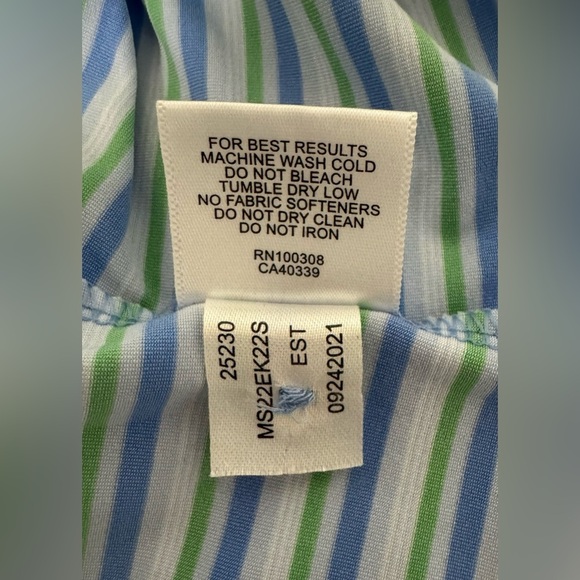 FOR BEST RESULTS
MACHINE WASH COLD
DO NOT BLEACH
TUMBLE DRY LOW
NO FABRIC SOFTENERS
DO NOT DRY CLEAN
DO NOT IRON
RN100308
CA40339
25230
MS22EK22S
EST
09242021